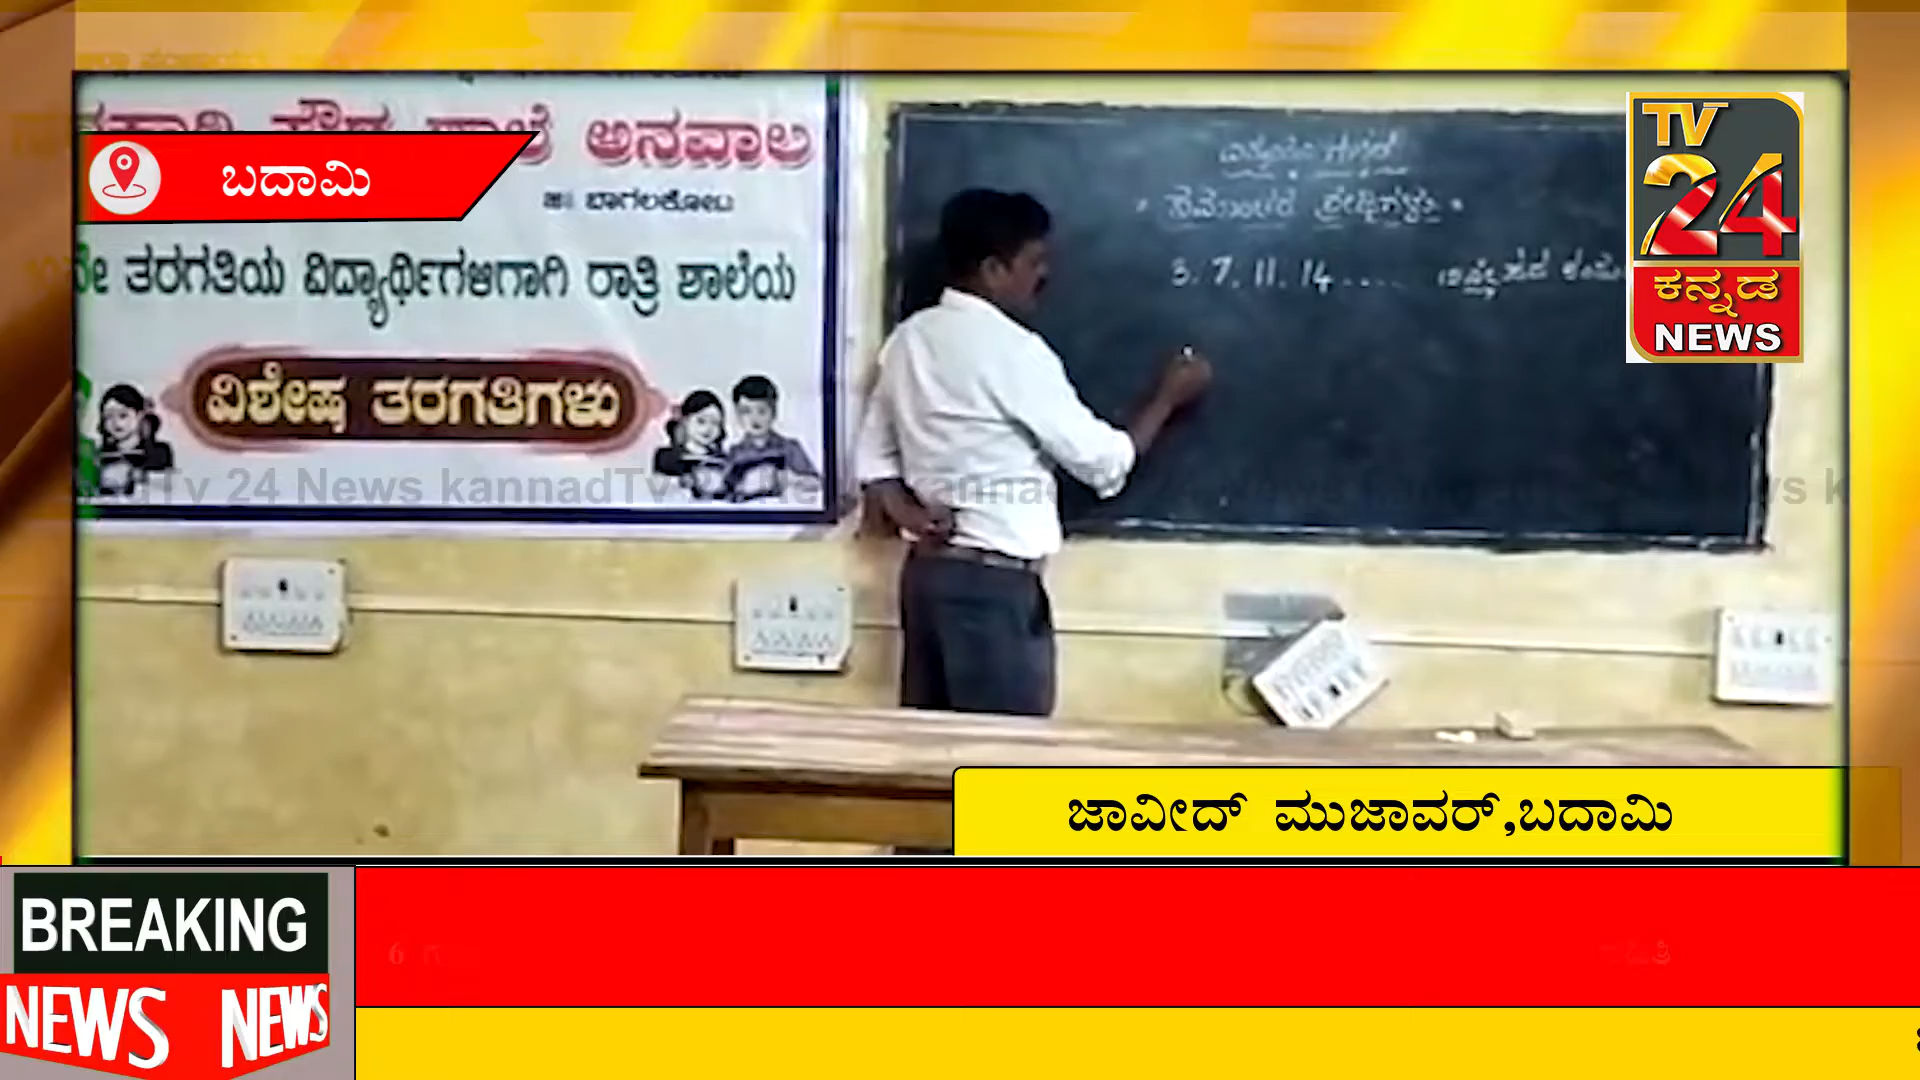 ಶಾಲೆ ಅನವಾಲ
ಜಿ: ಬಾಗಲಕೋಟ
ಬದಾಮಿ
ನೇ ತರಗತಿಯ ವಿದ್ಯಾರ್ಥಿಗಳಿಗಾಗಿ ರಾತ್ರಿ ಶಾಲೆಯ
ವಿಶೇಷ ತರಗತಿಗಳು
3, 7, 11, 14 ....
TV
24
ಕನ್ನಡ
NEWS
Tv 24 News kannadTv
ಜಾವೀದ್ ಮುಜಾವರ್,ಬದಾಮಿ
BREAKING
NEWS NEWS